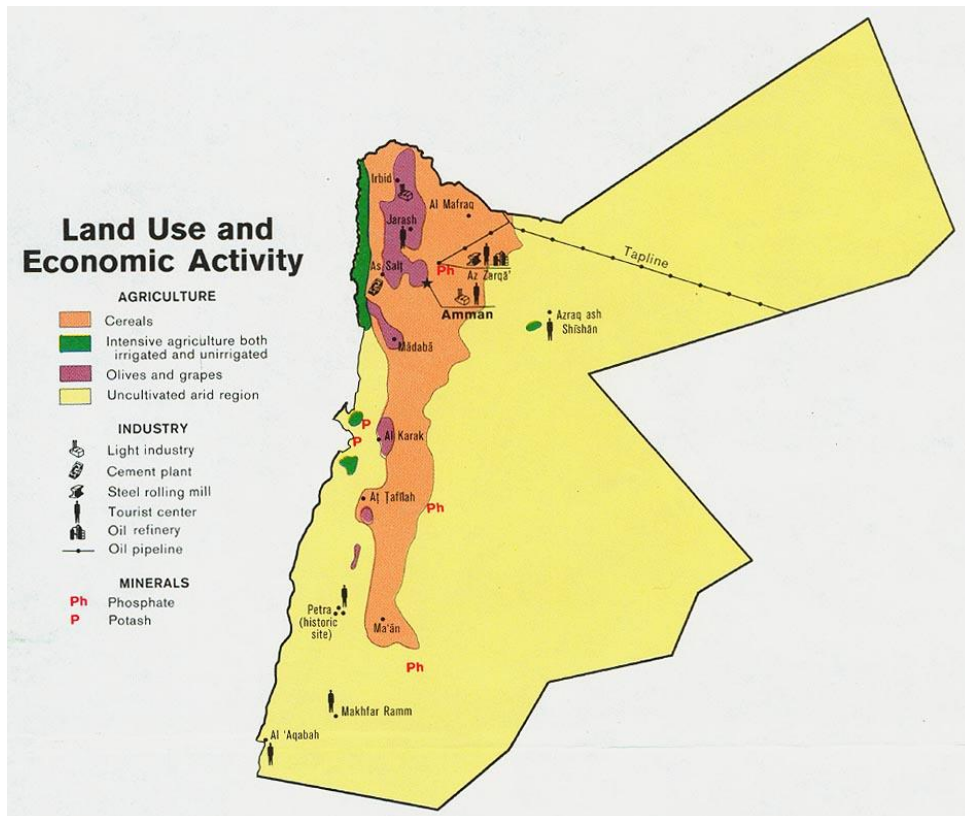 Land Use and
Economic Activity
AGRICULTURE
Cereals
Intensive agriculture both
irrigated and unirrigated
Olives and grapes
Uncultivated arid region
INDUSTRY
Light industry
Cement plant
Steel rolling mill
Tourist center
Oil refinery
Oil pipeline
MINERALS
Ph Phosphate
P Potash
Irbid
Al Mafraq
Jarash
Tapline
As Salţ
Ph
Az Zarqā'
Amman
Azraq ash
Shīshān
Mādabā
P
P
Al Karak
Aţ Ţafīlah
Ph
Petra
(historic
site)
Ma'ān
Ph
Makhfar Ramm
Al 'Aqabah